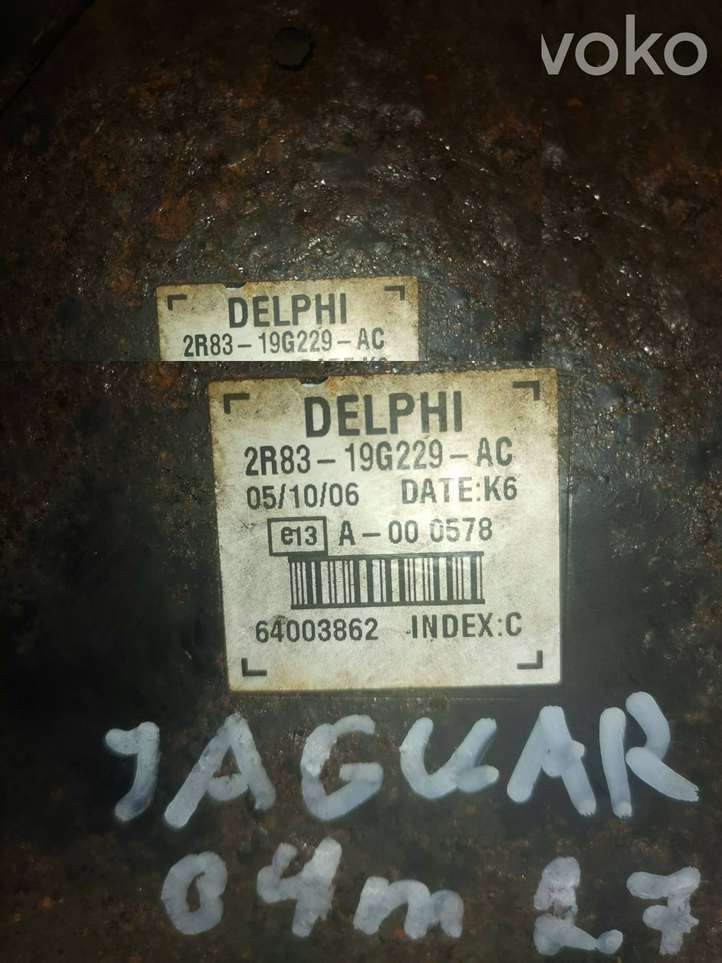 voko
DELPHI
2R83-19G229-AC
DELPHI
2R83-19G229-AC
05/10/06 DATE:K6
e13 A-00 0578
64003862 INDEX:C
JAGUAR
04m 2.7